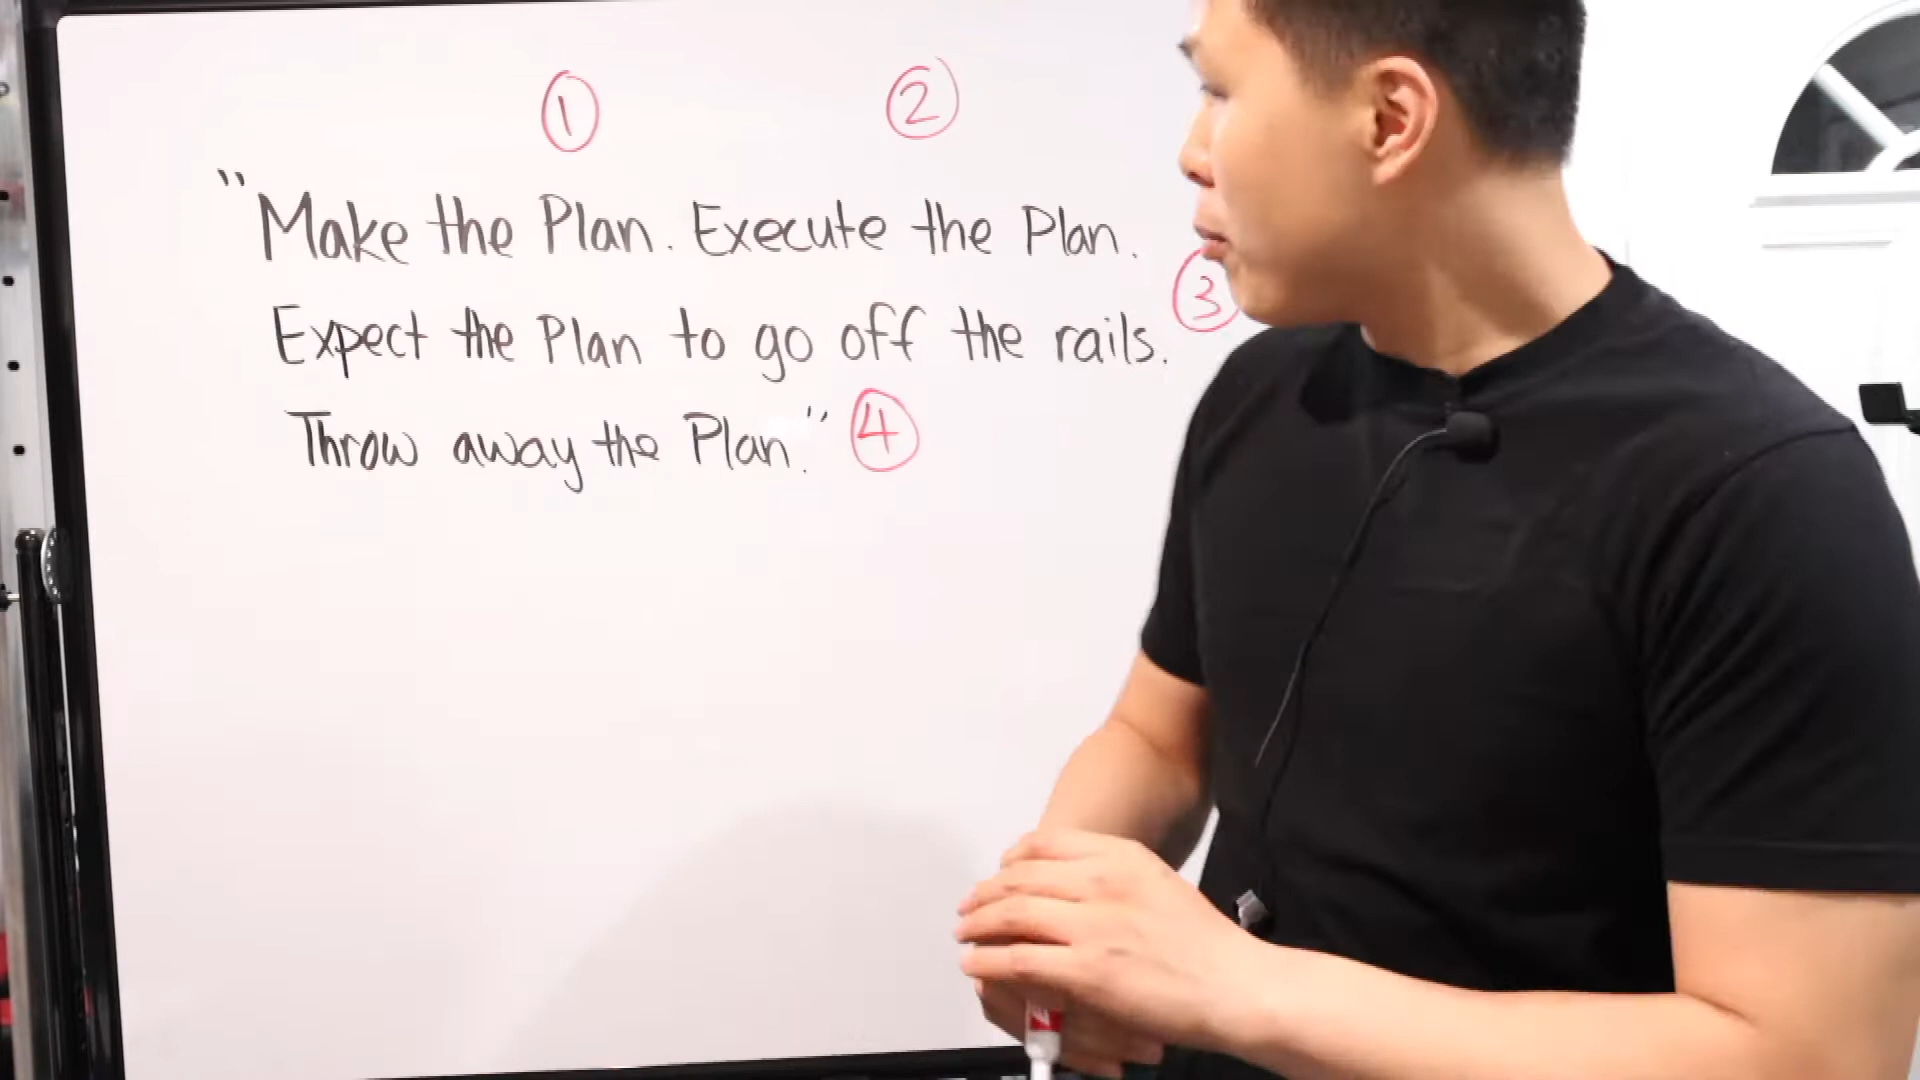 ① ②
"Make the Plan. Execute the Plan.
③
Expect the Plan to go off the rails.
Throw away the Plan." ④